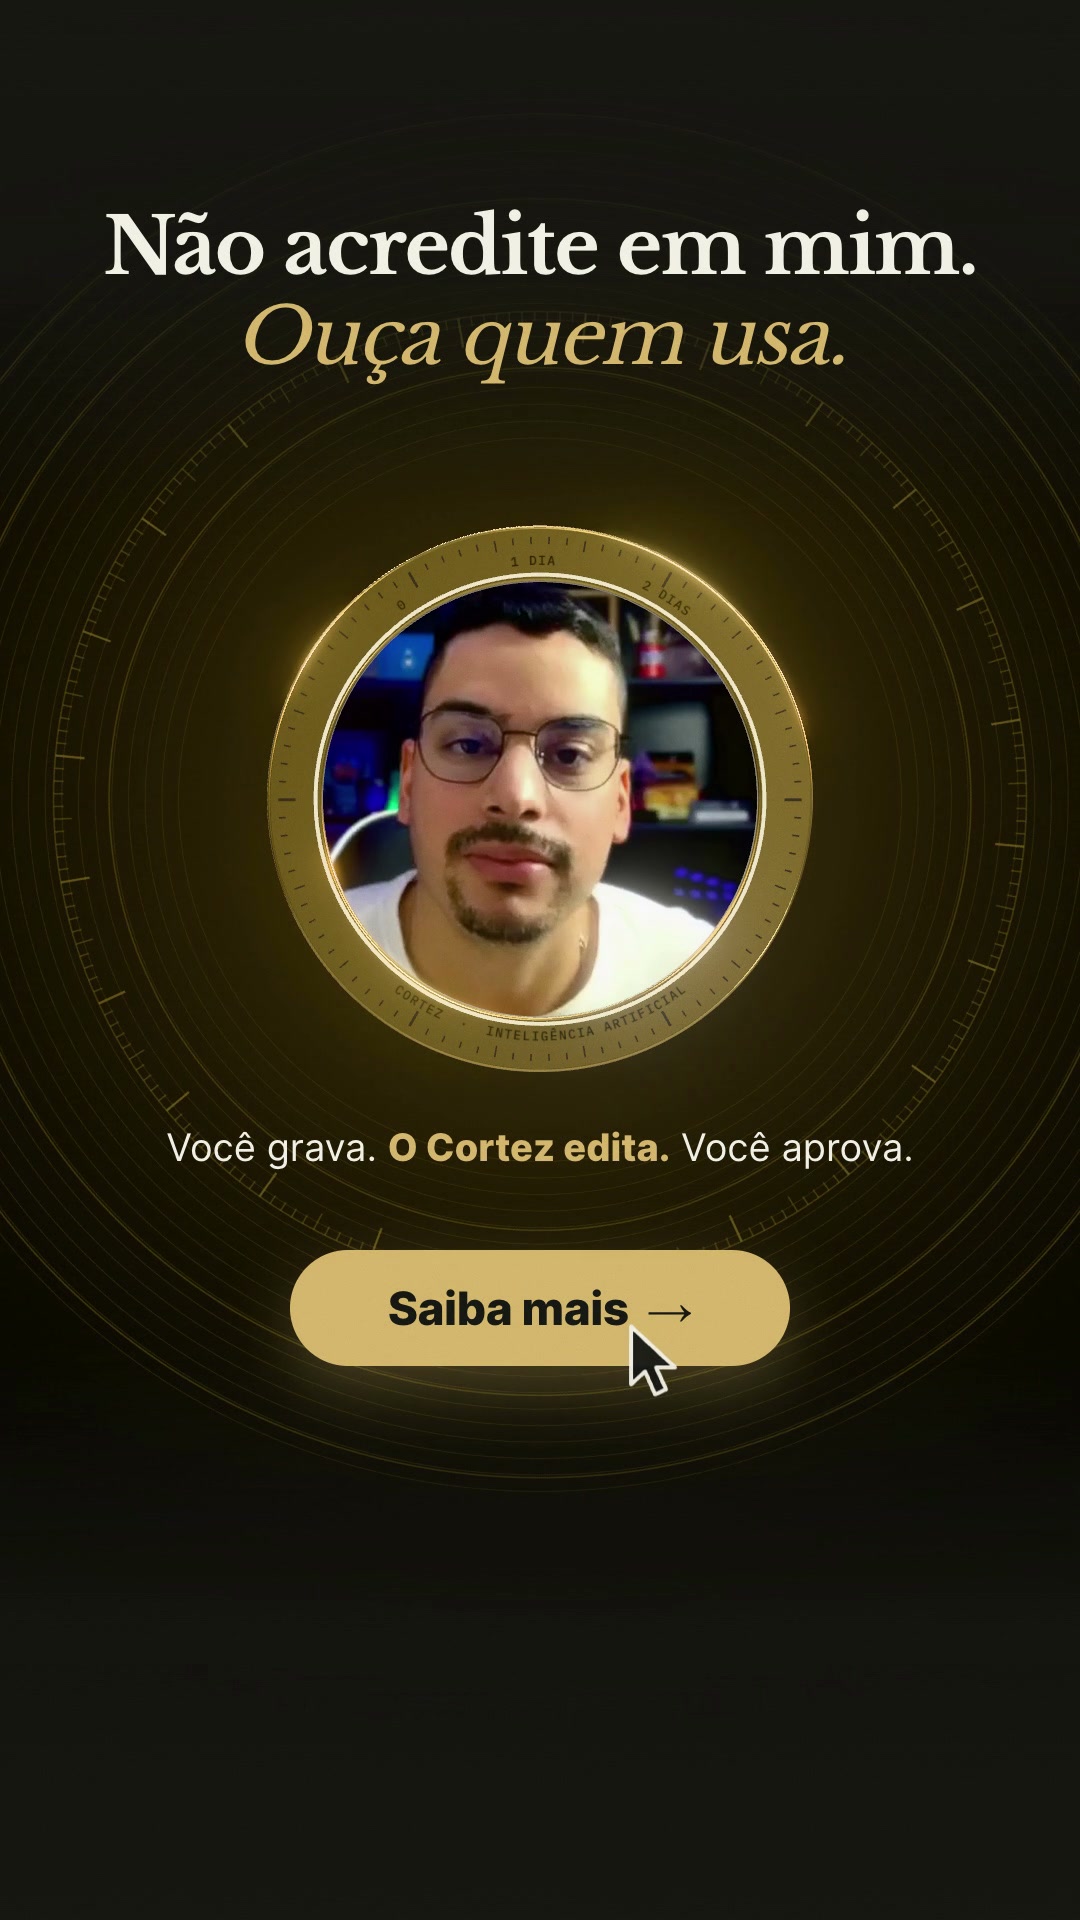 Não acredite em mim.
Ouça quem usa.
0
1 DIA
2 DIAS
CORTEZ · INTELIGÊNCIA ARTIFICIAL
Você grava. O Cortez edita. Você aprova.
Saiba mais →